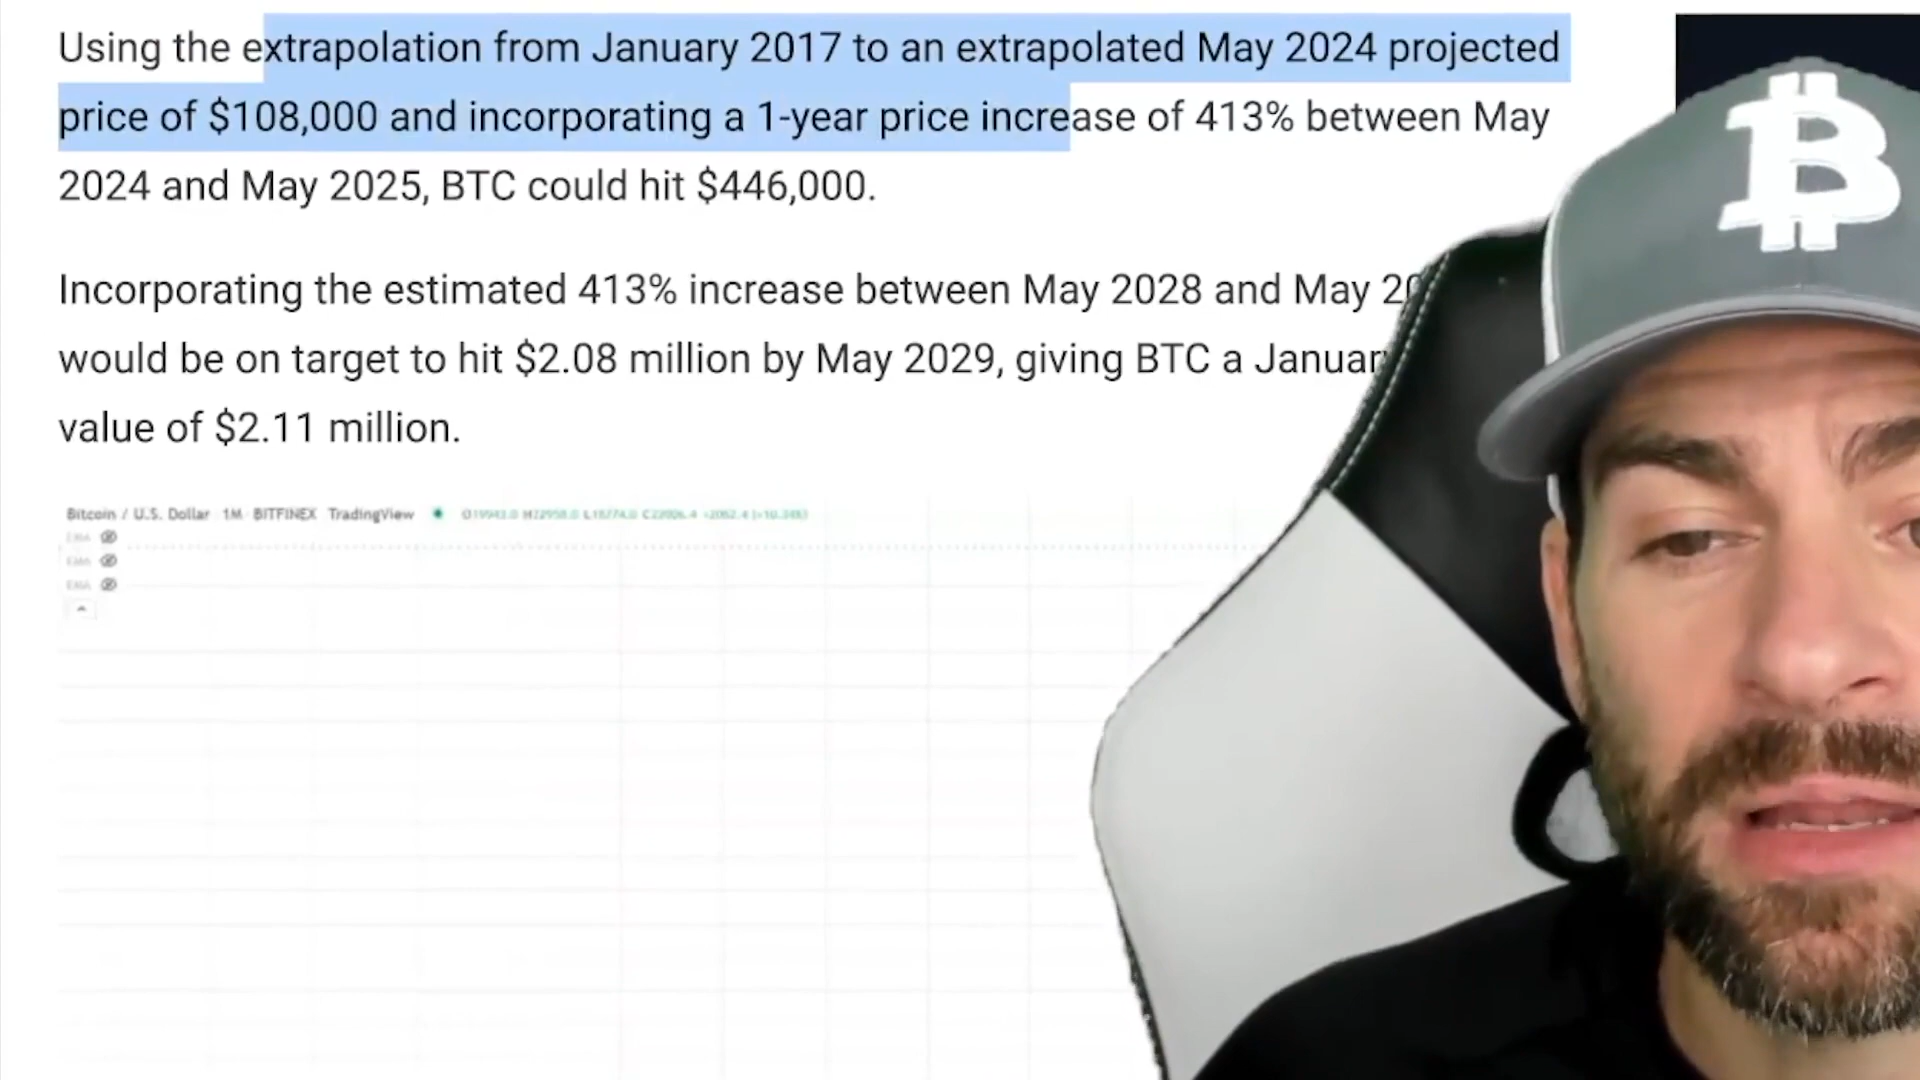 Using the extrapolation from January 2017 to an extrapolated May 2024 projected
price of $108,000 and incorporating a 1-year price increase of 413% between May
2024 and May 2025, BTC could hit $446,000.
Incorporating the estimated 413% increase between May 2028 and May
would be on target to hit $2.08 million by May 2029, giving BTC a
value of $2.11 million.
Bitcoin / U.S. Dollar 1M BITFINEX TradingView